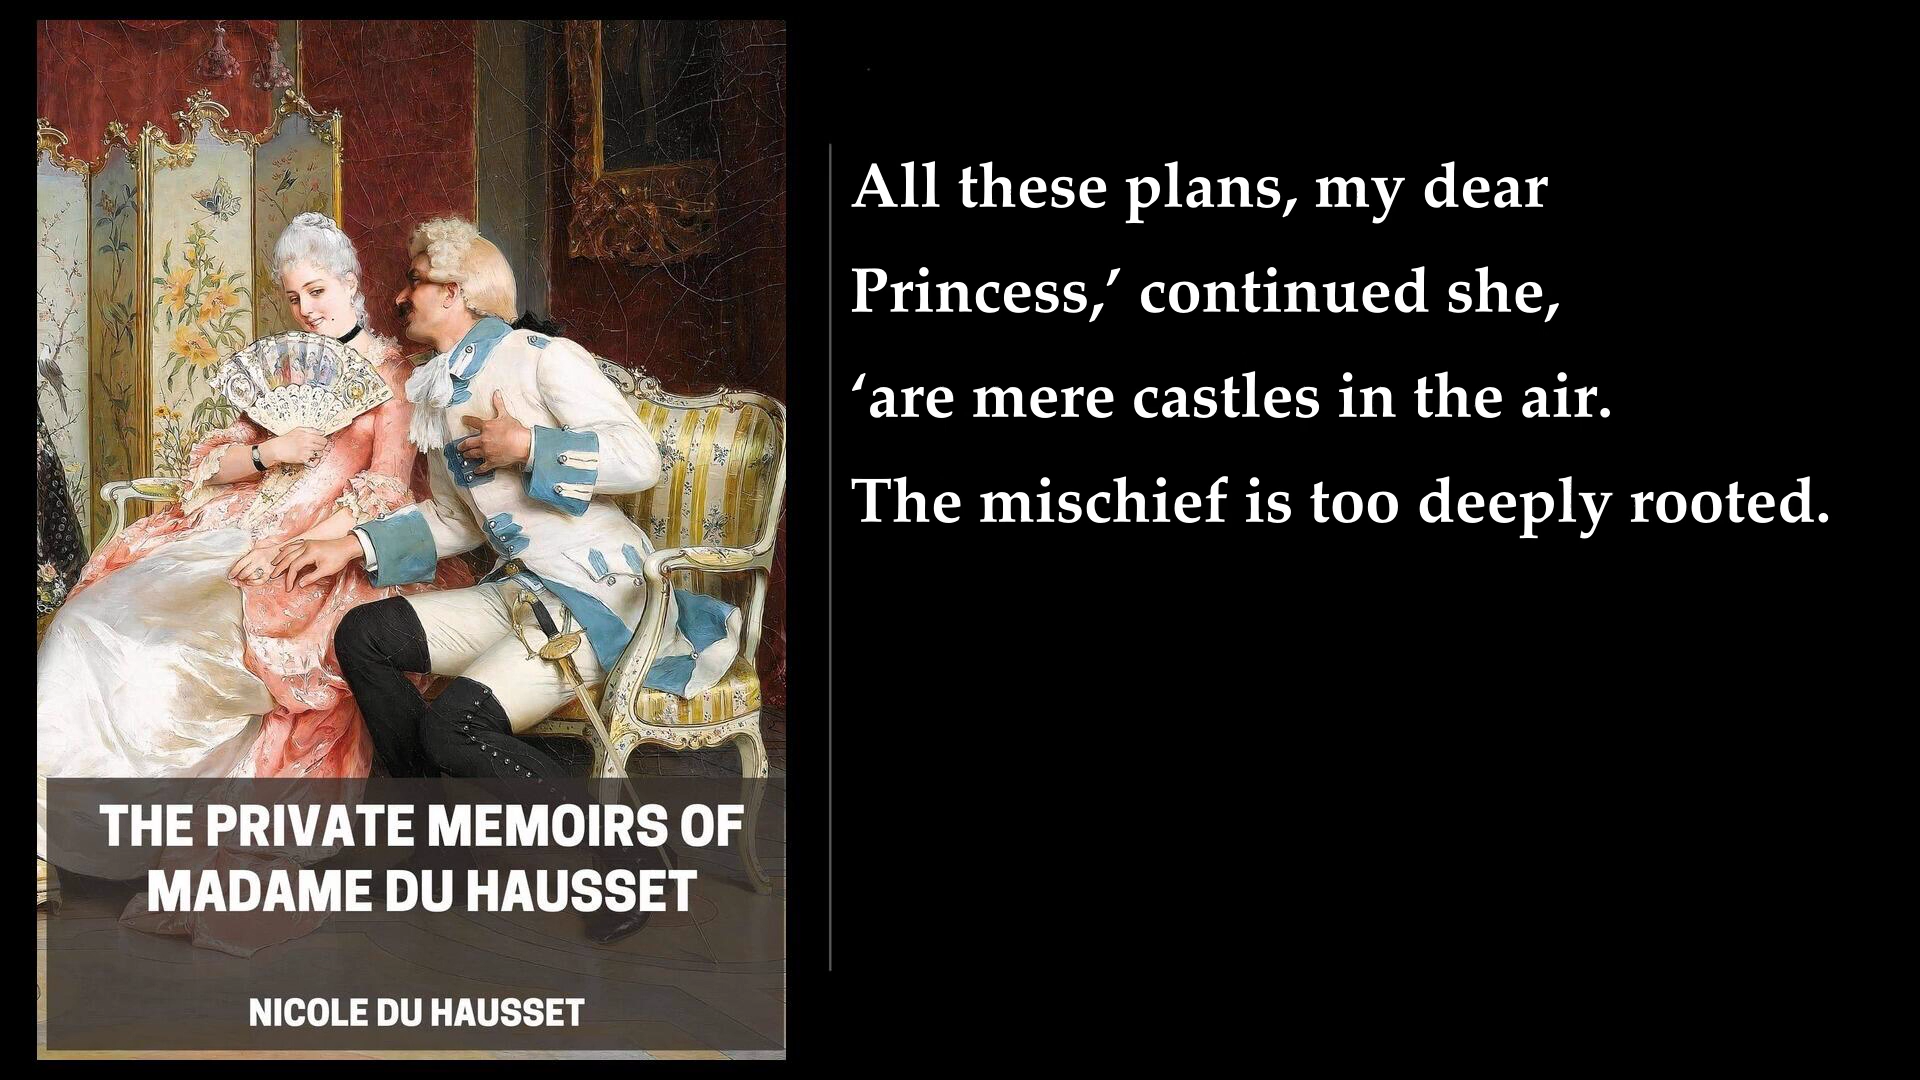 All these plans, my dear
Princess,’ continued she,
‘are mere castles in the air.
The mischief is too deeply rooted.
THE PRIVATE MEMOIRS OF
MADAME DU HAUSSET
NICOLE DU HAUSSET